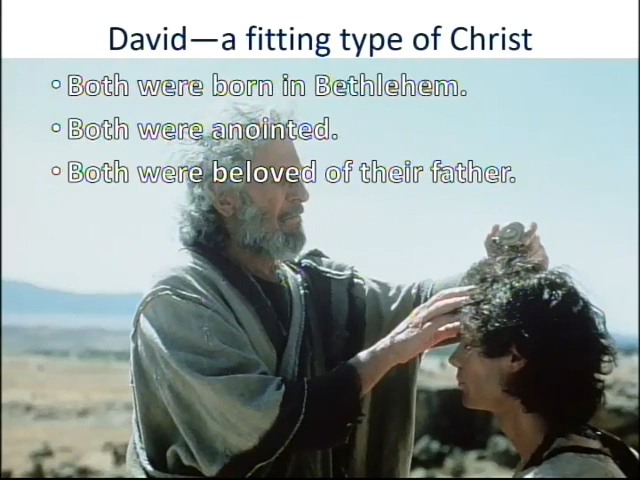 David—a fitting type of Christ
• Both were born in Bethlehem.
• Both were anointed.
• Both were beloved of their father.